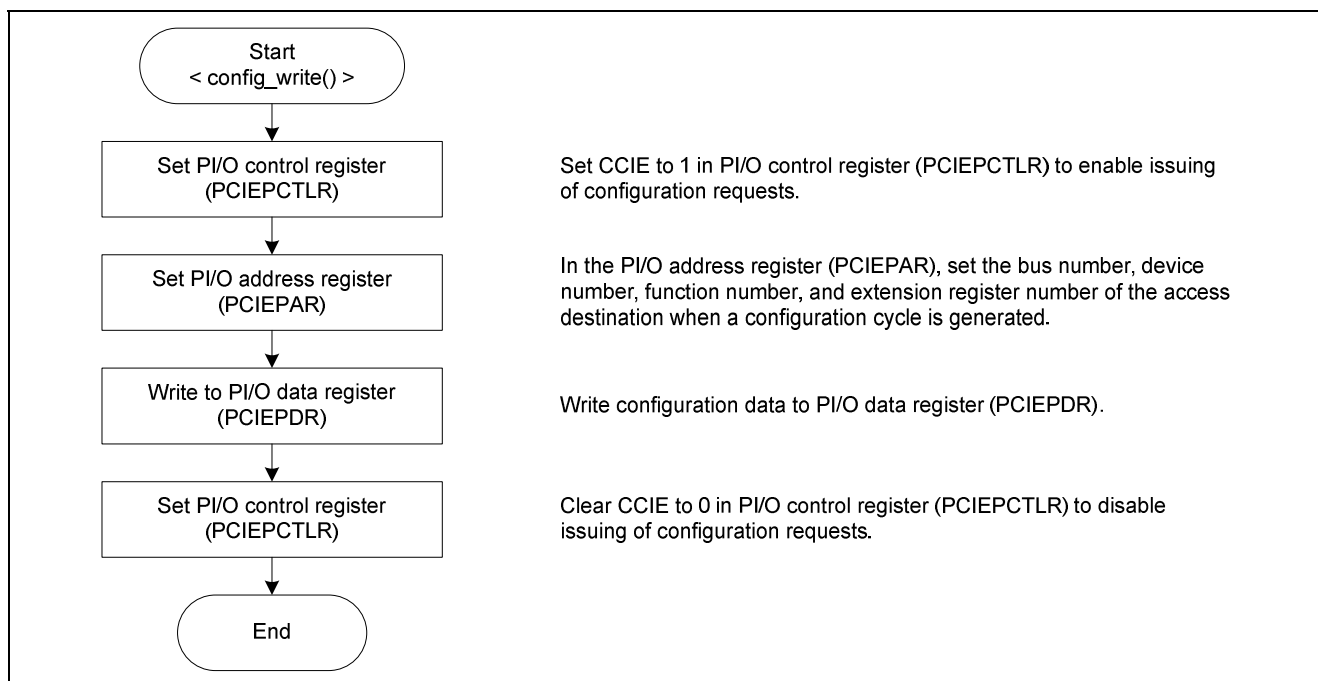 Start
< config_write() >
Set PI/O control register
(PCIEPCTLR)
Set CCIE to 1 in PI/O control register (PCIEPCTLR) to enable issuing
of configuration requests.
Set PI/O address register
(PCIEPAR)
In the PI/O address register (PCIEPAR), set the bus number, device
number, function number, and extension register number of the access
destination when a configuration cycle is generated.
Write to PI/O data register
(PCIEPDR)
Write configuration data to PI/O data register (PCIEPDR).
Set PI/O control register
(PCIEPCTLR)
Clear CCIE to 0 in PI/O control register (PCIEPCTLR) to disable
issuing of configuration requests.
End